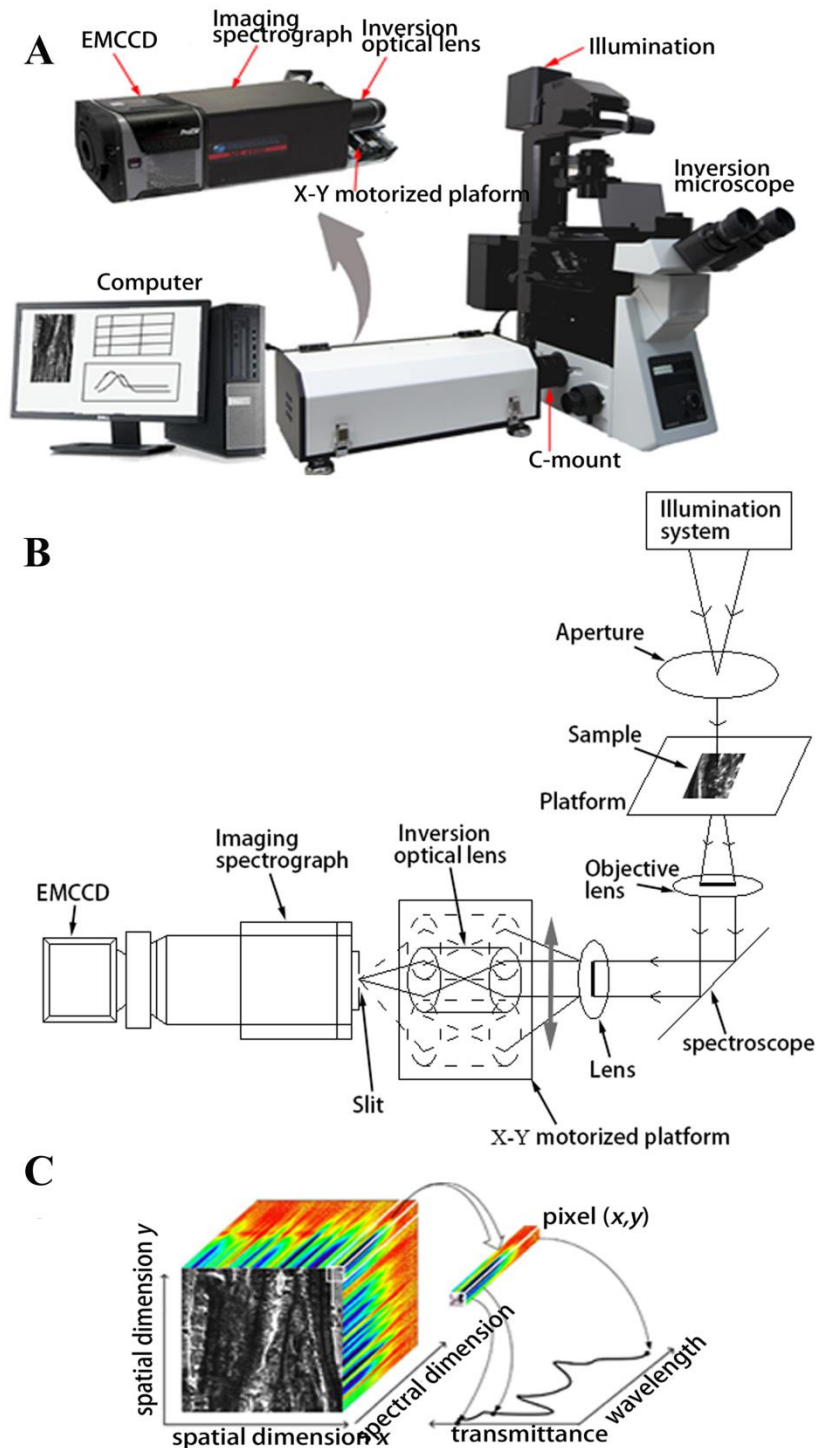 A
EMCCD
Imaging
spectrograph
Inversion
optical lens
Illumination
X-Y motorized plaform
Inversion
microscope
Computer
C-mount
B
Illumination
system
Aperture
Sample
Platform
Objective
lens
Imaging
spectrograph
Inversion
optical lens
EMCCD
spectroscope
Lens
Slit
X-Y motorized platform
C
pixel (x,y)
spatial dimension y
spectral dimension
wavelength
spatial dimension x
transmittance